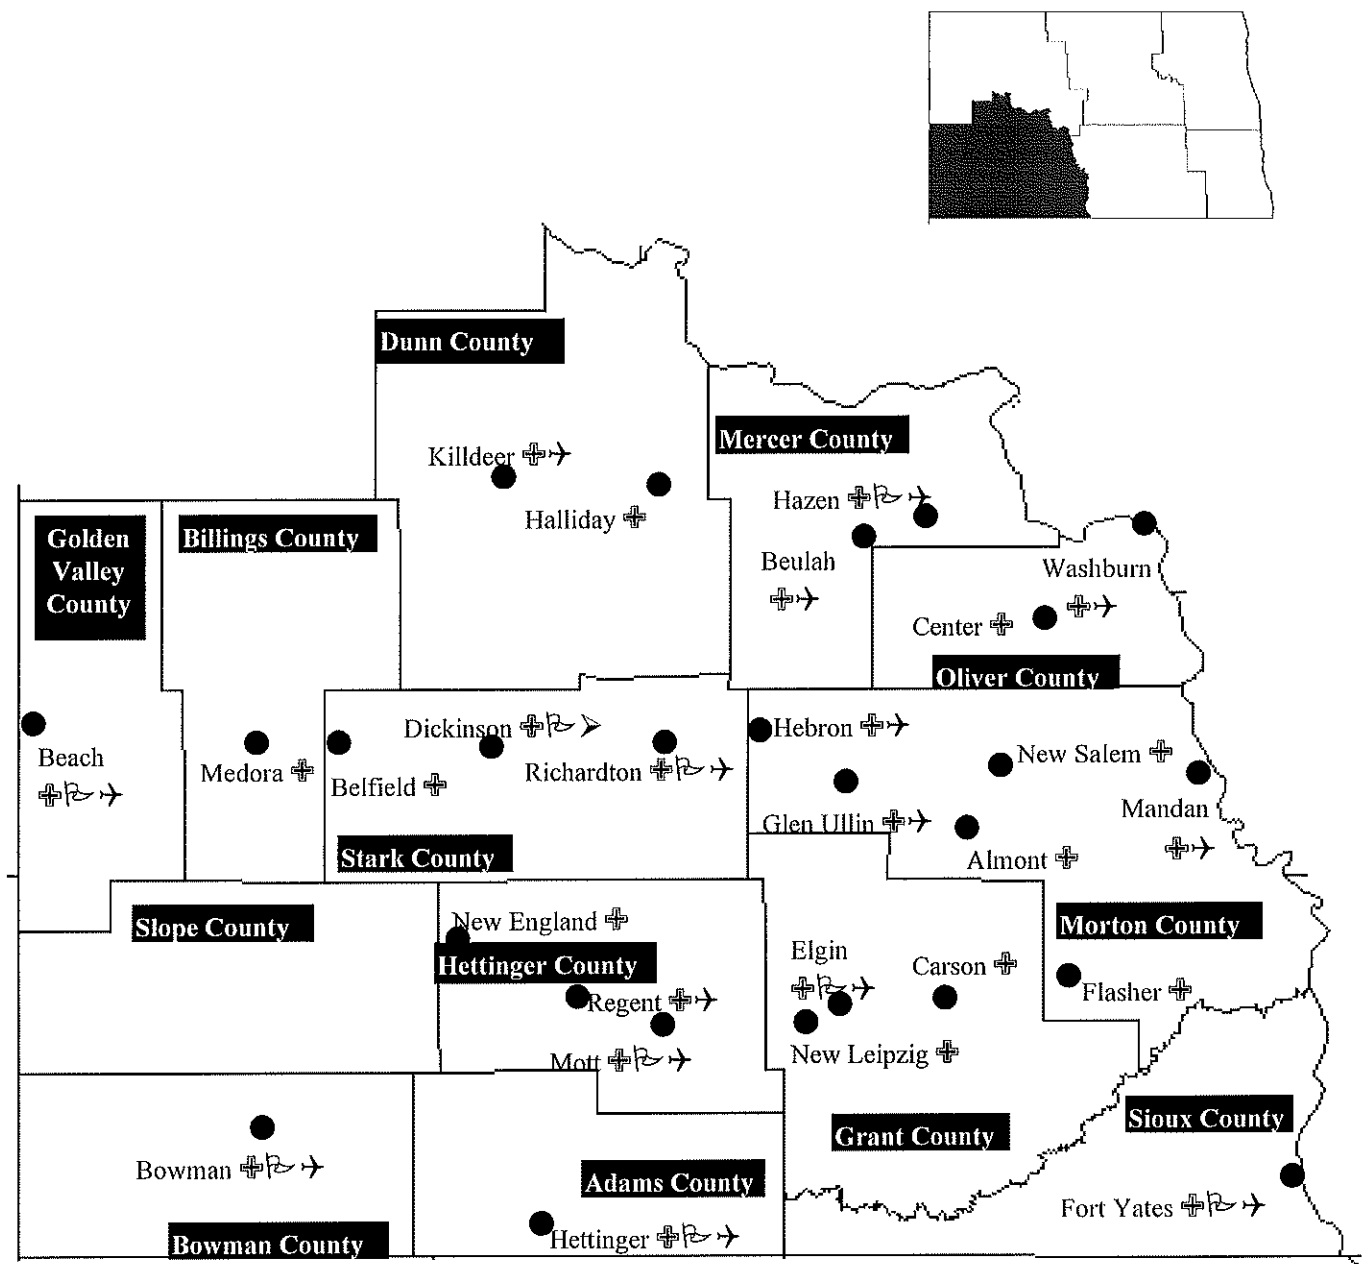 Dunn County
Mercer County
Killdeer
Hazen
Halliday
Golden
Valley
County
Billings County
Beulah
Washburn
Center
Oliver County
Dickinson
Hebron
New Salem
Beach
Medora
Belfield
Richardton
Mandan
Glen Ullin
Stark County
Almont
Slope County
New England
Morton County
Hettinger County
Elgin
Carson
Regent
Flasher
Mott
New Leipzig
Sioux County
Grant County
Bowman
Adams County
Fort Yates
Bowman County
Hettinger